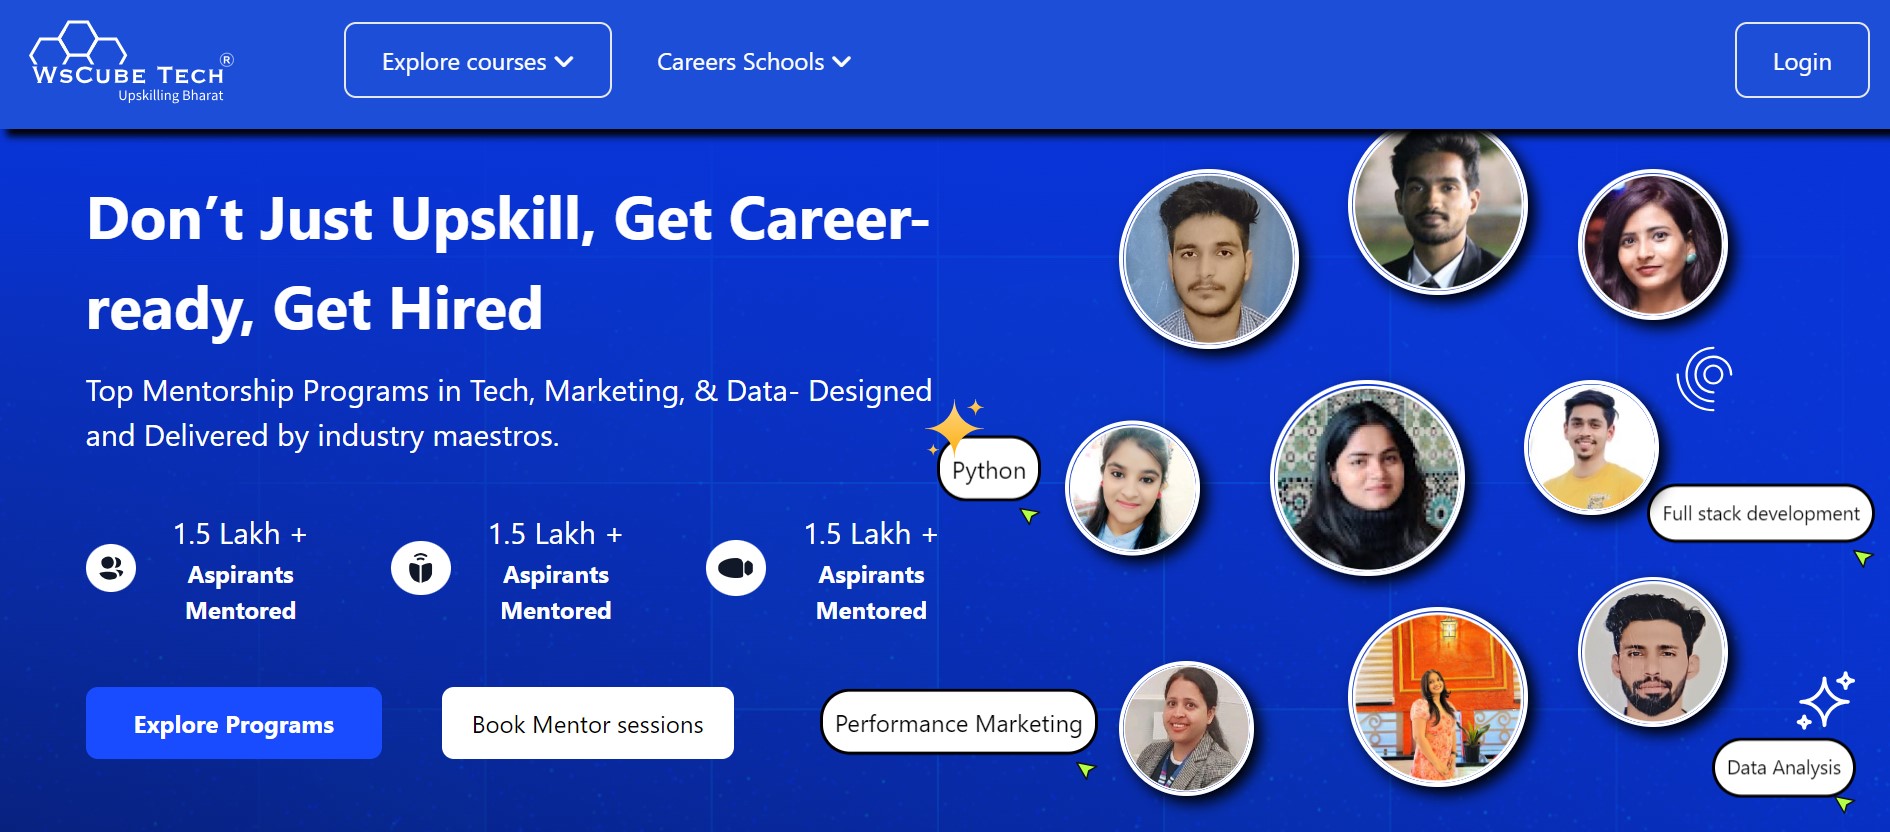 WsCube Tech®
Upskilling Bharat
Explore courses
Careers Schools
Login
Don’t Just Upskill, Get Career-
ready, Get Hired
Top Mentorship Programs in Tech, Marketing, & Data- Designed
and Delivered by industry maestros.
1.5 Lakh +
Aspirants
Mentored
1.5 Lakh +
Aspirants
Mentored
1.5 Lakh +
Aspirants
Mentored
Explore Programs
Book Mentor sessions
Python
Full stack development
Performance Marketing
Data Analysis